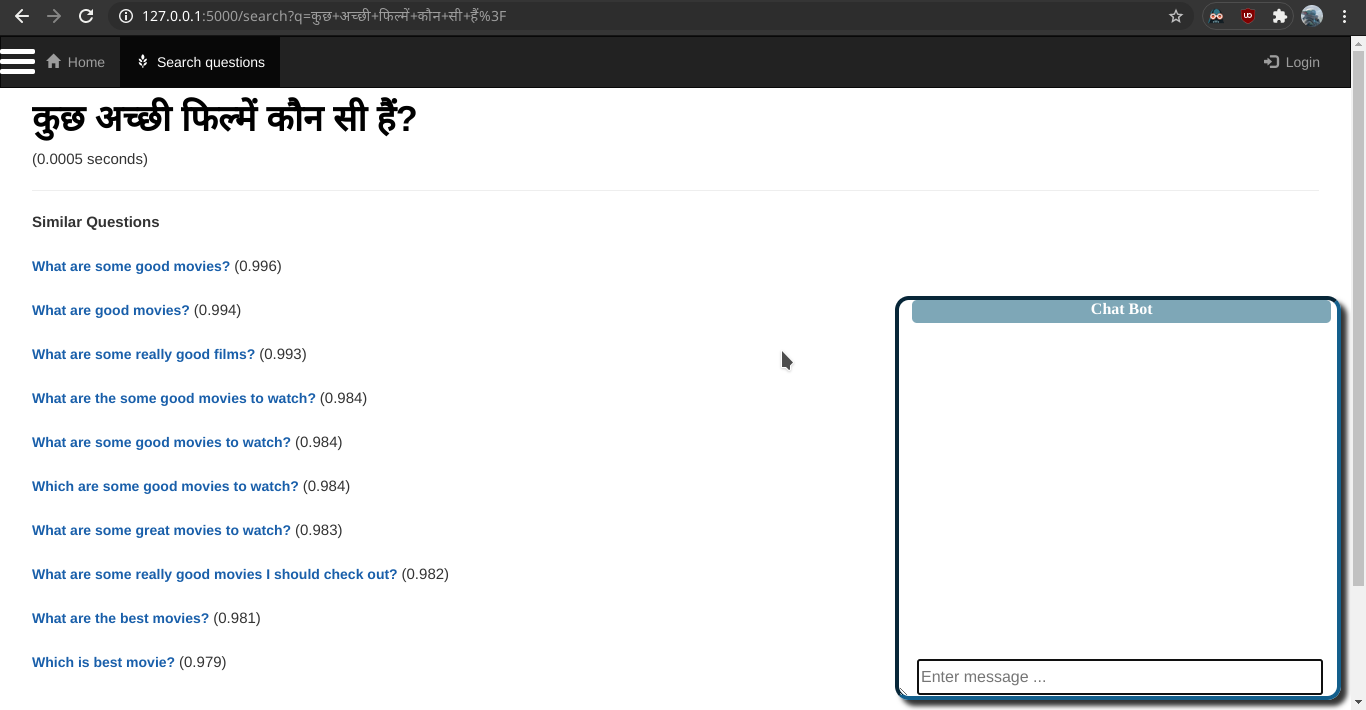 127.0.0.1:5000/search?q=कुछ+अच्छी+फिल्में+कौन+सी+हैं%3F
Home Search questions Login
कुछ अच्छी फिल्में कौन सी हैं?
(0.0005 seconds)
Similar Questions
What are some good movies? (0.996)
What are good movies? (0.994)
What are some really good films? (0.993)
What are the some good movies to watch? (0.984)
What are some good movies to watch? (0.984)
Which are some good movies to watch? (0.984)
What are some great movies to watch? (0.983)
What are some really good movies I should check out? (0.982)
What are the best movies? (0.981)
Which is best movie? (0.979)
Chat Bot
Enter message ...